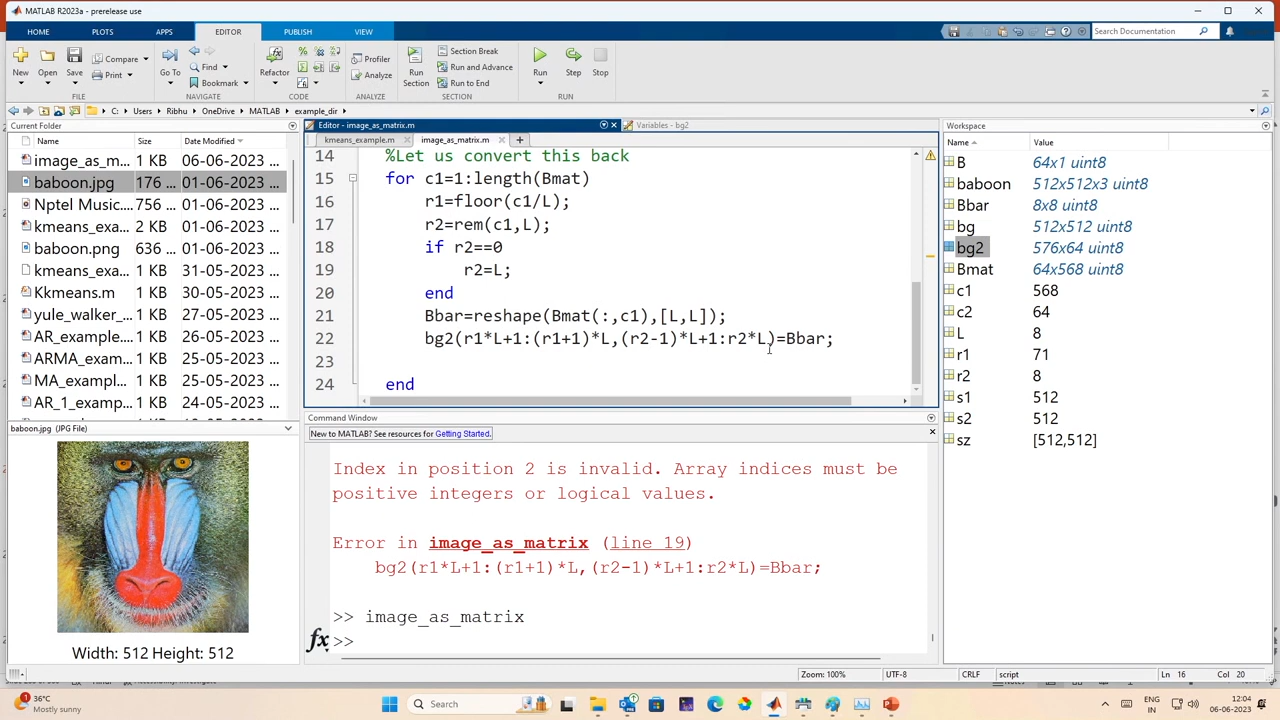 MATLAB R2023a - prerelease use
HOME PLOTS APPS EDITOR PUBLISH VIEW
Search Documentation
New Open Save Compare Print Go To Find Bookmark Refactor Profiler Analyze Run Section Section Break Run and Advance Run to End Run Step Stop
FILE NAVIGATE CODE ANALYZE SECTION RUN
C: Users Ribhu OneDrive MATLAB example_dir
Current Folder
Name Size Date Modified
image_as_m... 1 KB 06-06-2023 ...
baboon.jpg 176 ... 01-06-2023 ...
Nptel Music... 756 ... 01-06-2023 ...
kmeans_exa... 2 KB 01-06-2023 ...
baboon.png 636 ... 01-06-2023 ...
kmeans_exa... 1 KB 31-05-2023 ...
Kkmeans.m 1 KB 30-05-2023 ...
yule_walker_... 1 KB 27-05-2023 ...
AR_example... 1 KB 26-05-2023 ...
ARMA_exam... 1 KB 25-05-2023 ...
MA_exampl... 1 KB 25-05-2023 ...
AR_1_examp... 1 KB 24-05-2023 ...
baboon.jpg (JPG File)
Width: 512 Height: 512
Editor - image_as_matrix.m
Variables - bg2
kmeans_example.m image_as_matrix.m
14 %Let us convert this back
15 for c1=1:length(Bmat)
16 r1=floor(c1/L);
17 r2=rem(c1,L);
18 if r2==0
19 r2=L;
20 end
21 Bbar=reshape(Bmat(:,c1),[L,L]);
22 bg2(r1*L+1:(r1+1)*L,(r2-1)*L+1:r2*L)=Bbar;
23
24 end
Command Window
New to MATLAB? See resources for Getting Started.
Index in position 2 is invalid. Array indices must be
positive integers or logical values.
Error in image_as_matrix (line 19)
bg2(r1*L+1:(r1+1)*L,(r2-1)*L+1:r2*L)=Bbar;
>> image_as_matrix
fx >>
Workspace
Name Value
B 64x1 uint8
baboon 512x512x3 uint8
Bbar 8x8 uint8
bg 512x512 uint8
bg2 576x64 uint8
Bmat 64x568 uint8
c1 568
c2 64
L 8
r1 71
r2 8
s1 512
s2 512
sz [512,512]
Zoom: 100% UTF-8 CRLF script Ln 16 Col 20
36°C
Mostly sunny
Search
ENG
IN
12:04
06-06-2023